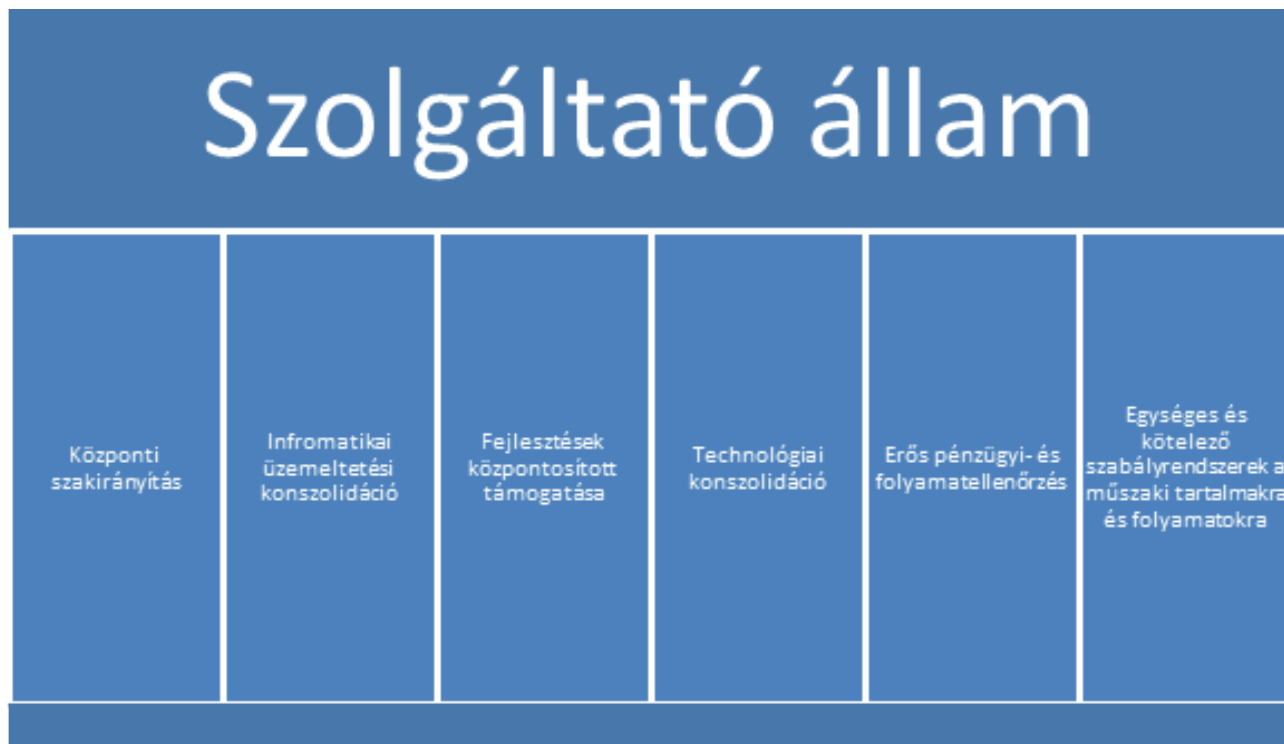 Szolgáltató állam
Központi
szakirányítás
Infromatikai
üzemeltetési
konszolidáció
Fejlesztések
központosított
támogatása
Technológiai
konszolidáció
Erős pénzügyi- és
folyamatellenőrzés
Egységes és
kötelező
szabályrendszerek a
műszaki tartalmakra
és folyamatokra